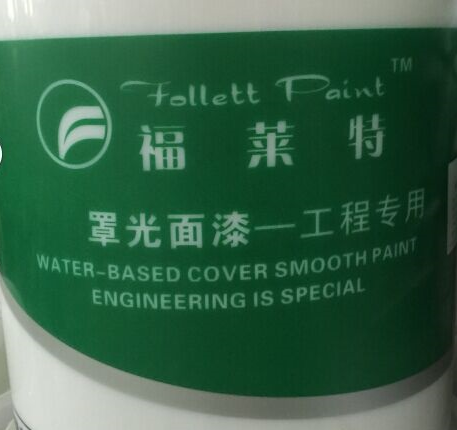 Follett Paint TM
福莱特
罩光面漆—工程专用
WATER-BASED COVER SMOOTH PAINT
ENGINEERING IS SPECIAL